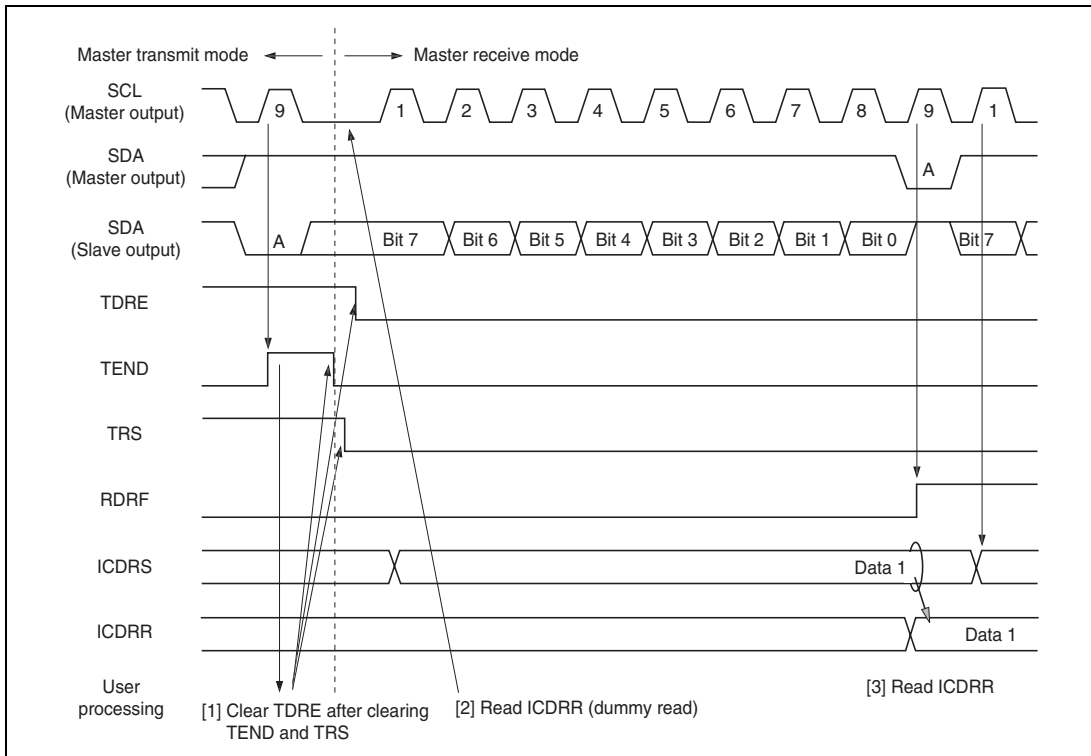 Master transmit mode
Master receive mode
SCL
(Master output)
9
1
2
3
4
5
6
7
8
9
1
SDA
(Master output)
A
SDA
(Slave output)
A
Bit 7
Bit 6
Bit 5
Bit 4
Bit 3
Bit 2
Bit 1
Bit 0
Bit 7
TDRE
TEND
TRS
RDRF
ICDRS
Data 1
ICDRR
Data 1
User
processing
[1] Clear TDRE after clearing
TEND and TRS
[2] Read ICDRR (dummy read)
[3] Read ICDRR